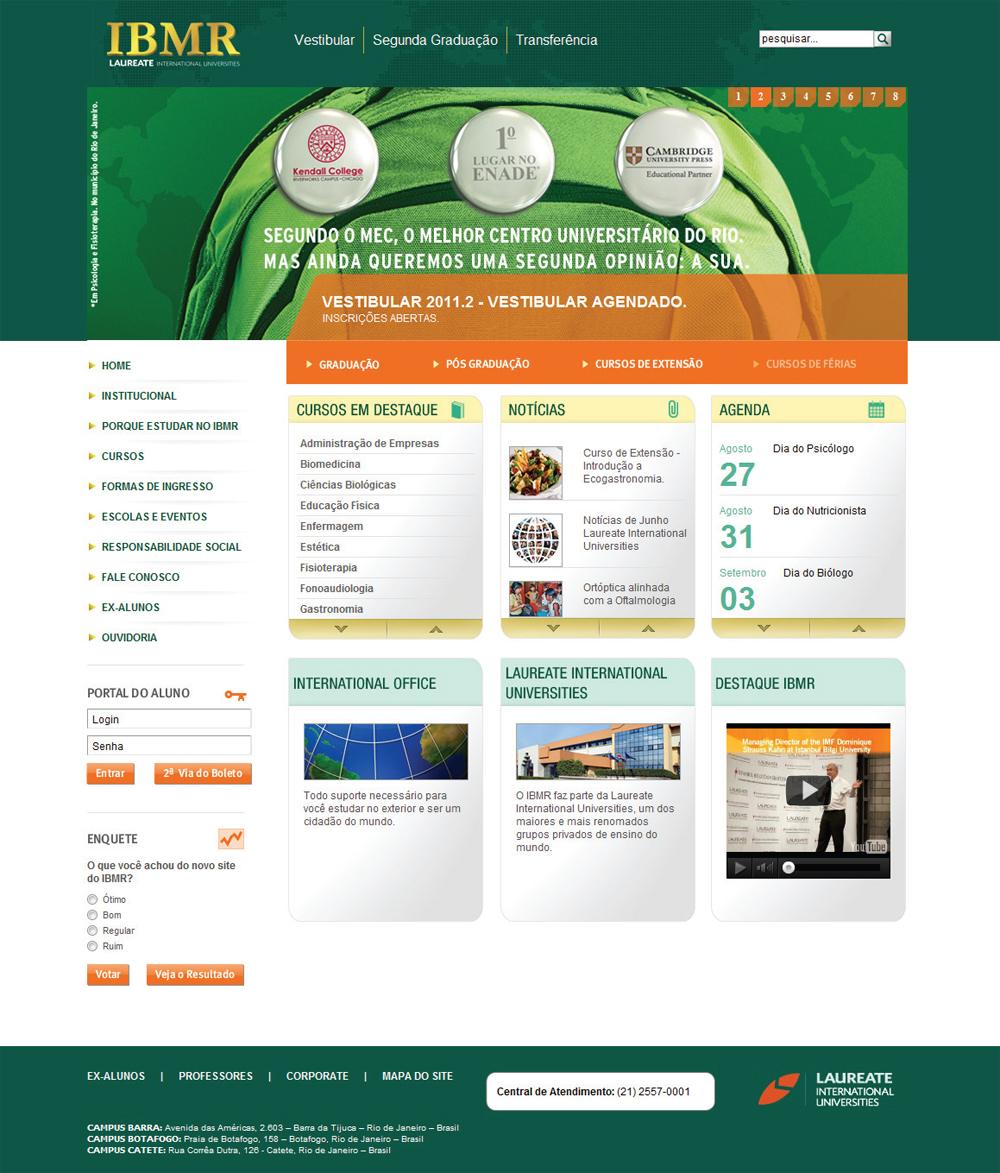 IBMR
LAUREATE INTERNATIONAL UNIVERSITIES
Vestibular
Segunda Graduação
Transferência
pesquisar...
1 2 3 4 5 6 7 8
*Em Psicologia e Fisioterapia. No município do Rio de Janeiro.
Kendall College
RIVERWORKS CAMPUS • CHICAGO
1º
LUGAR NO
ENADE*
CAMBRIDGE
UNIVERSITY PRESS
Educational Partner
SEGUNDO O MEC, O MELHOR CENTRO UNIVERSITÁRIO DO RIO.
MAS AINDA QUEREMOS UMA SEGUNDA OPINIÃO: A SUA.
VESTIBULAR 2011.2 - VESTIBULAR AGENDADO.
INSCRIÇÕES ABERTAS.
GRADUAÇÃO
PÓS GRADUAÇÃO
CURSOS DE EXTENSÃO
CURSOS DE FÉRIAS
HOME
INSTITUCIONAL
PORQUE ESTUDAR NO IBMR
CURSOS
FORMAS DE INGRESSO
ESCOLAS E EVENTOS
RESPONSABILIDADE SOCIAL
FALE CONOSCO
EX-ALUNOS
OUVIDORIA
PORTAL DO ALUNO
Login
Senha
Entrar
2ª Via do Boleto
ENQUETE
O que você achou do novo site
do IBMR?
Ótimo
Bom
Regular
Ruim
Votar
Veja o Resultado
CURSOS EM DESTAQUE
Administração de Empresas
Biomedicina
Ciências Biológicas
Educação Física
Enfermagem
Estética
Fisioterapia
Fonoaudiologia
Gastronomia
NOTÍCIAS
Curso de Extensão -
Introdução a
Ecogastronomia.
Notícias de Junho
Laureate International
Universities
Ortóptica alinhada
com a Oftalmologia
AGENDA
Agosto
27
Dia do Psicólogo
Agosto
31
Dia do Nutricionista
Setembro
03
Dia do Biólogo
INTERNATIONAL OFFICE
Todo suporte necessário para
você estudar no exterior e ser um
cidadão do mundo.
LAUREATE INTERNATIONAL
UNIVERSITIES
O IBMR faz parte da Laureate
International Universities, um dos
maiores e mais renomados
grupos privados de ensino do
mundo.
DESTAQUE IBMR
Managing Director of the IMF Dominique
Strauss Kahn at Istanbul Bilgi University
YouTube
EX-ALUNOS | PROFESSORES | CORPORATE | MAPA DO SITE
Central de Atendimento: (21) 2557-0001
LAUREATE
INTERNATIONAL
UNIVERSITIES
CAMPUS BARRA: Avenida das Américas, 2.603 – Barra da Tijuca – Rio de Janeiro – Brasil
CAMPUS BOTAFOGO: Praia de Botafogo, 158 – Botafogo, Rio de Janeiro – Brasil
CAMPUS CATETE: Rua Corrêa Dutra, 126 - Catete, Rio de Janeiro – Brasil